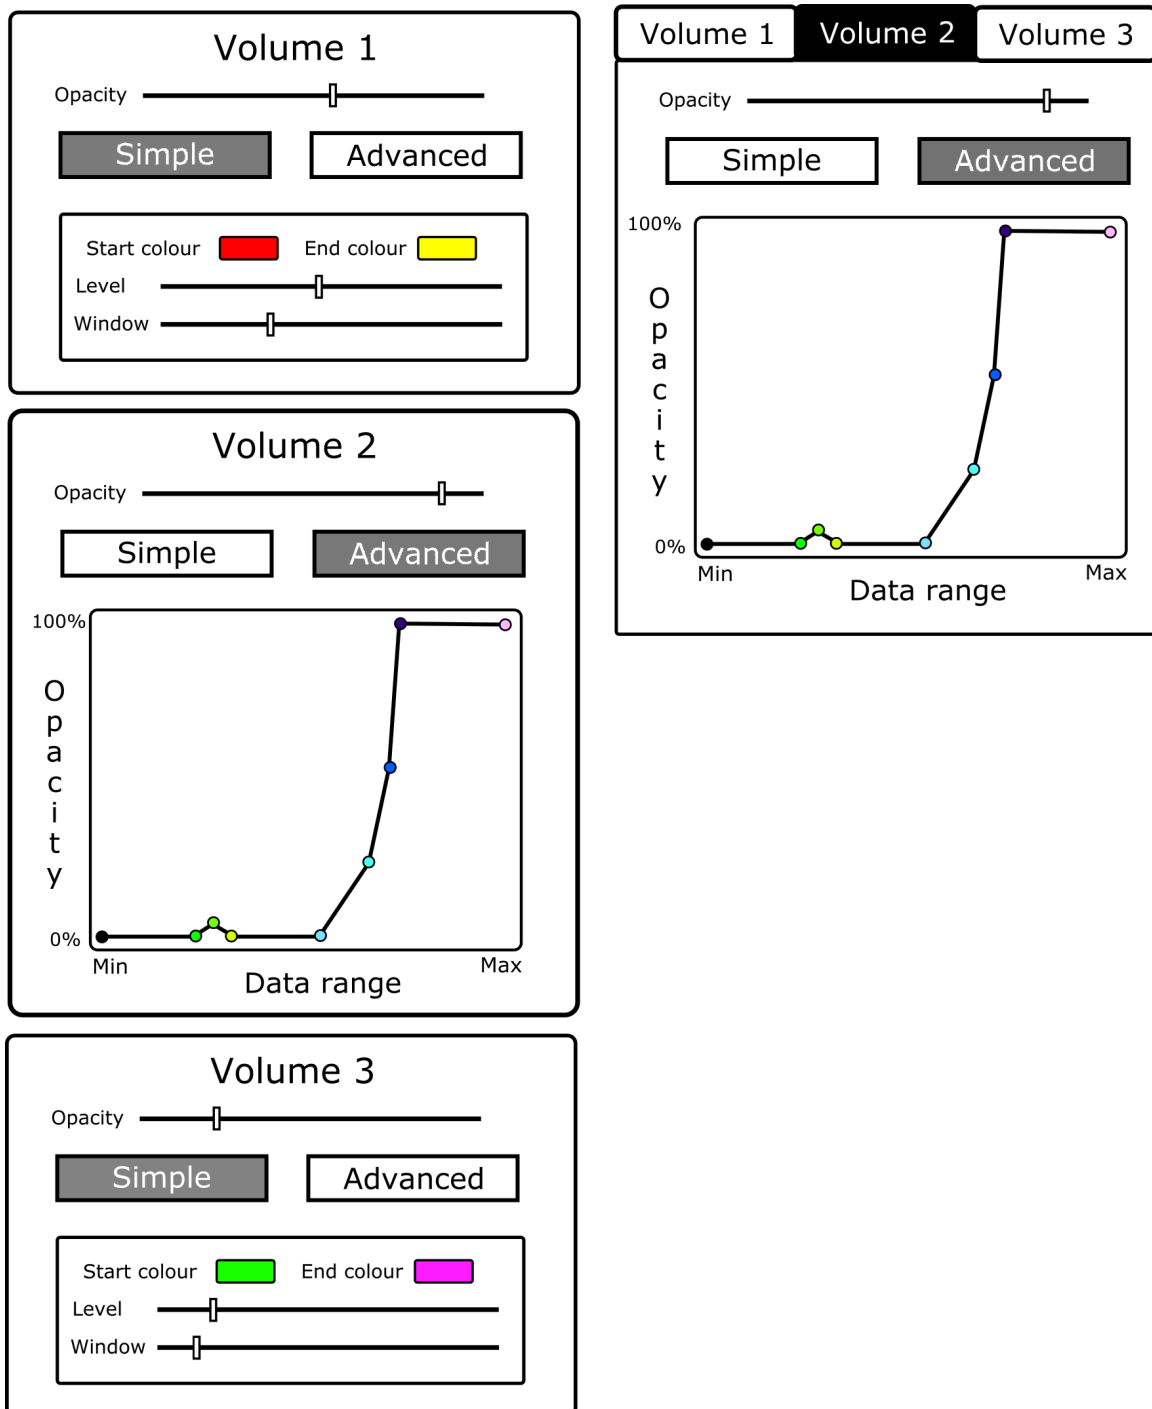 Volume 1
Opacity
Simple Advanced
Start colour End colour
Level
Window
Volume 2
Opacity
Simple Advanced
100%
Opacity
0%
Min Max
Data range
Volume 3
Opacity
Simple Advanced
Start colour End colour
Level
Window
Volume 1 Volume 2 Volume 3
Opacity
Simple Advanced
100%
Opacity
0%
Min Max
Data range